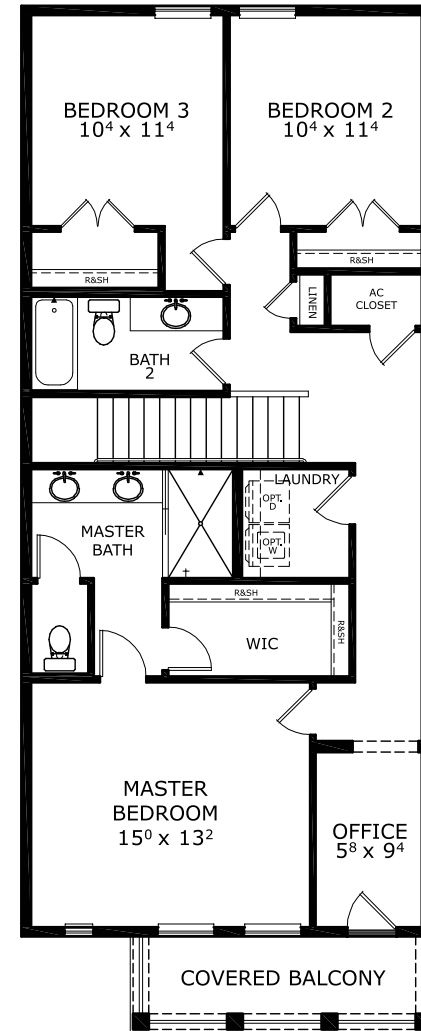 BEDROOM 3
10⁴ x 11⁴
BEDROOM 2
10⁴ x 11⁴
R&SH
R&SH
LINEN
AC
CLOSET
BATH
2
LAUNDRY
OPT.
D
OPT.
W
MASTER
BATH
R&SH
R&SH
WIC
MASTER
BEDROOM
15⁰ x 13²
OFFICE
5⁸ x 9⁴
COVERED BALCONY